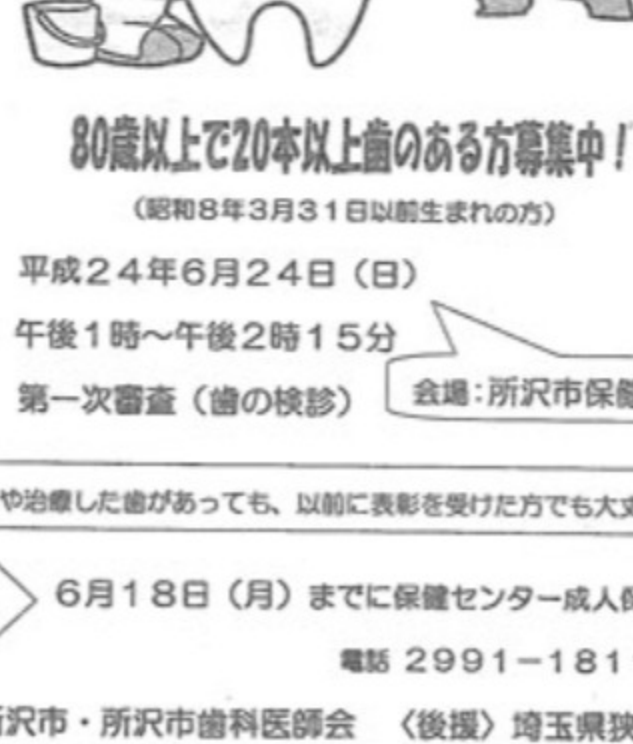 80歳以上で20本以上歯のある方募集中!
(昭和8年3月31日以前生まれの方)
平成24年6月24日(日)
午後1時~午後2時15分
第一次審査(歯の検診)
会場:所沢市保健
や治療した歯があっても、以前に表彰を受けた方でも大丈
6月18日(月)までに保健センター成人保
電話 2991-181
所沢市・所沢市歯科医師会 〈後援〉埼玉県狭